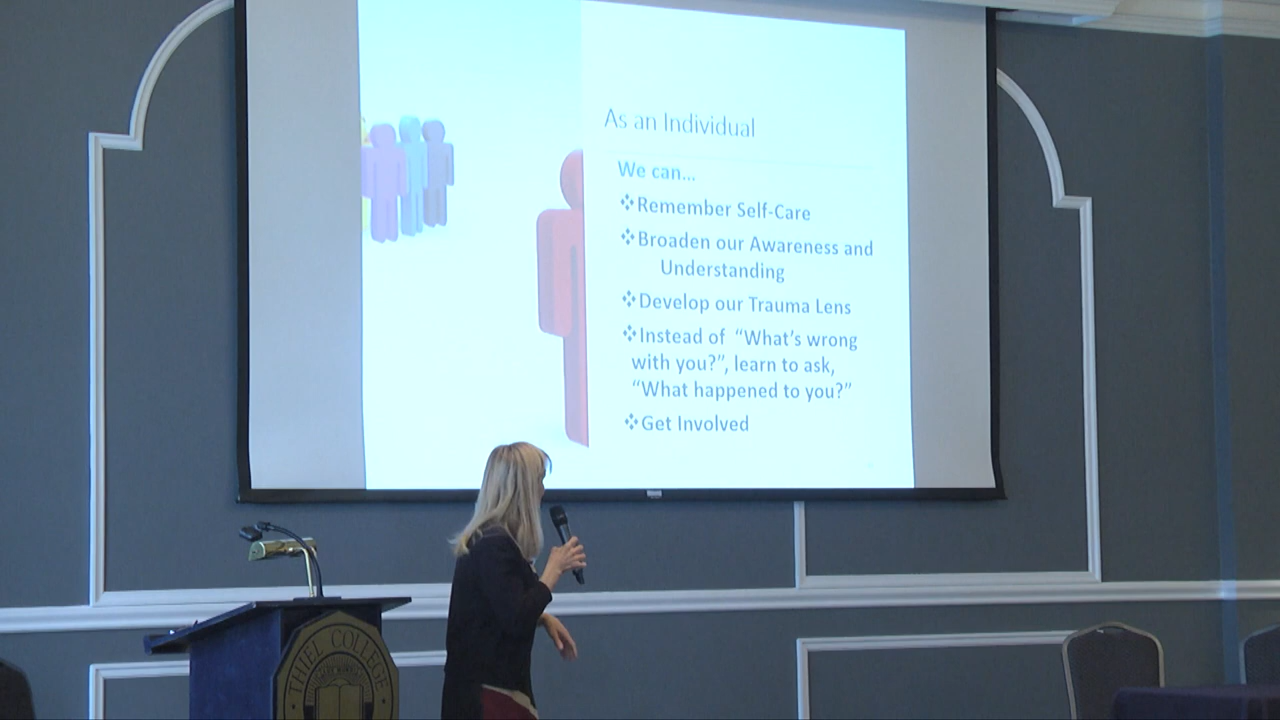 As an Individual
We can...
❖Remember Self-Care
❖Broaden our Awareness and
Understanding
❖Develop our Trauma Lens
❖Instead of “What’s wrong
with you?”, learn to ask,
“What happened to you?”
❖Get Involved
THIEL COLLEGE